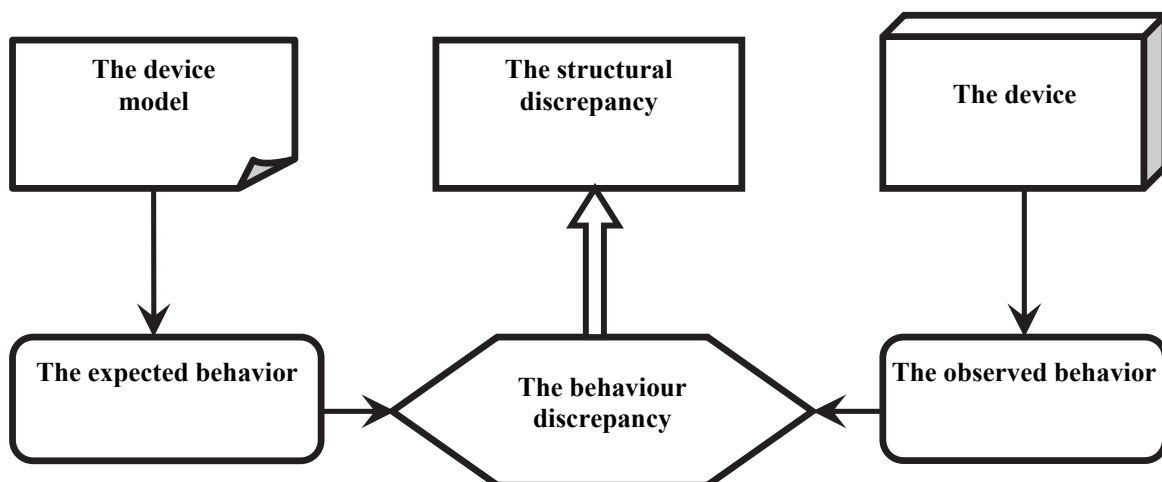 The device
model
The structural
discrepancy
The device
The expected behavior
The behaviour
discrepancy
The observed behavior